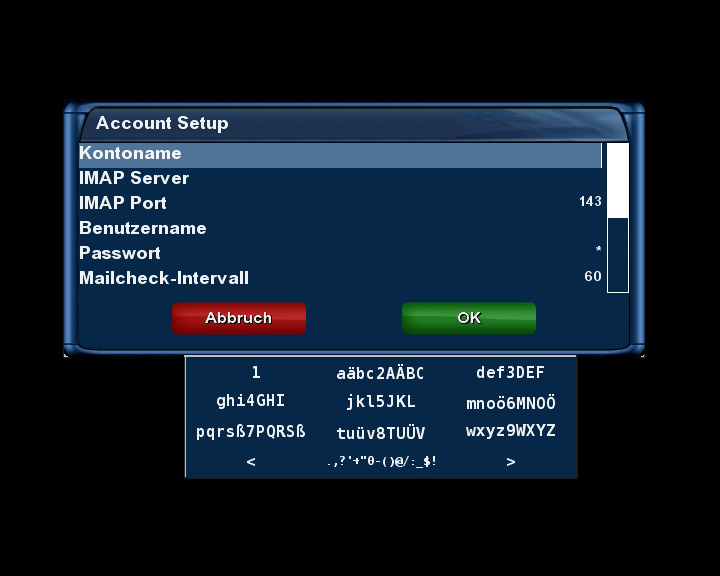 Account Setup
Kontoname
IMAP Server
IMAP Port 143
Benutzername
Passwort *
Mailcheck-Intervall 60
Abbruch OK
1 aäbc2AÄBC def3DEF
ghi4GHI jkl5JKL mnoö6MNOÖ
pqrsß7PQRSß tuüv8TUÜV wxyz9WXYZ
< .,?'+"0-()@/:_$! >